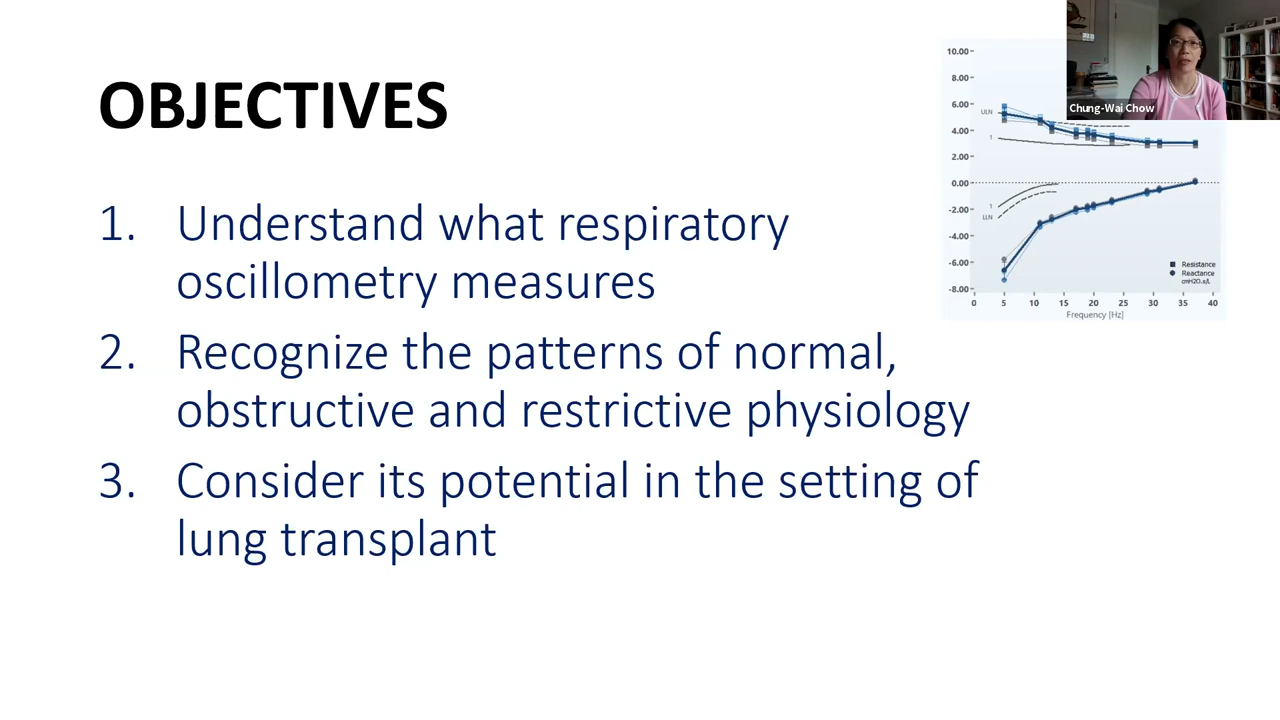 OBJECTIVES
1. Understand what respiratory
oscillometry measures
2. Recognize the patterns of normal,
obstructive and restrictive physiology
3. Consider its potential in the setting of
lung transplant
Chung-Wai Chow
10.00
8.00
6.00
ULN
4.00
1
2.00
0.00
1
-2.00
LLN
-4.00
-6.00
-8.00
Resistance
Reactance
cmH2O.s/L
0 5 10 15 20 25 30 35 40
Frequency [Hz]